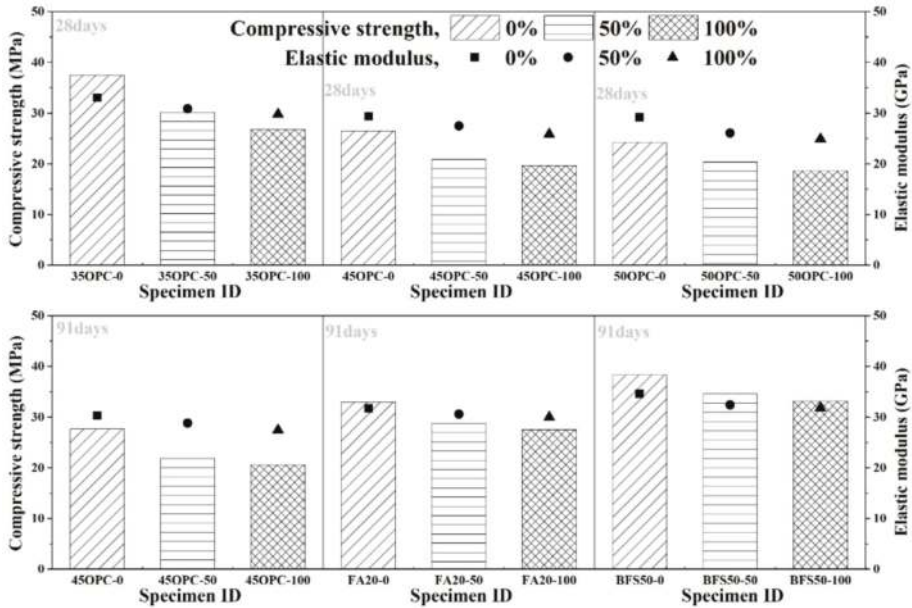 Compressive strength, 0% 50% 100%
Elastic modulus, 0% 50% 100%
28days
28days
28days
Compressive strength (MPa)
50
40
30
20
10
0
50
40
30
20
10
0
Elastic modulus (GPa)
35OPC-0 35OPC-50 35OPC-100 45OPC-0 45OPC-50 45OPC-100 50OPC-0 50OPC-50 50OPC-100
Specimen ID Specimen ID Specimen ID
91days 91days 91days
Compressive strength (MPa)
50
40
30
20
10
0
50
40
30
20
10
0
Elastic modulus (GPa)
45OPC-0 45OPC-50 45OPC-100 FA20-0 FA20-50 FA20-100 BFS50-0 BFS50-50 BFS50-100
Specimen ID Specimen ID Specimen ID